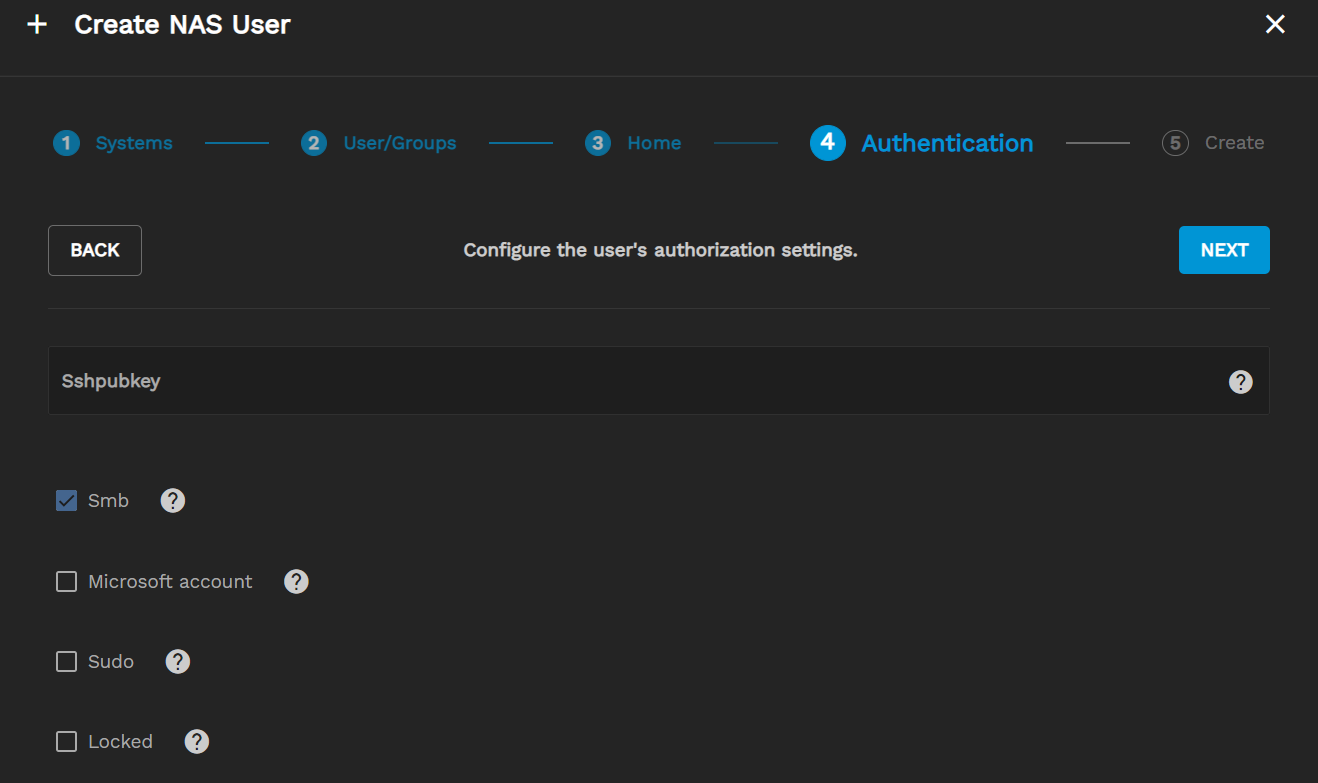 + Create NAS User
1 Systems 2 User/Groups 3 Home 4 Authentication 5 Create
BACK Configure the user's authorization settings. NEXT
Sshpubkey ?
Smb ?
Microsoft account ?
Sudo ?
Locked ?